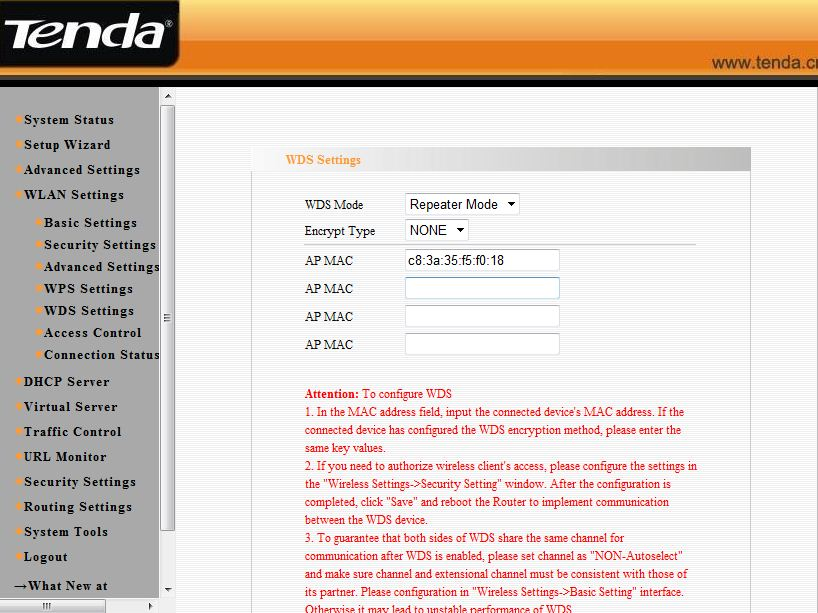 Tenda®
www.tenda.c
System Status
Setup Wizard
Advanced Settings
WLAN Settings
Basic Settings
Security Settings
Advanced Settings
WPS Settings
WDS Settings
Access Control
Connection Status
DHCP Server
Virtual Server
Traffic Control
URL Monitor
Security Settings
Routing Settings
System Tools
Logout
→What New at
WDS Settings
WDS Mode Repeater Mode
Encrypt Type NONE
AP MAC c8:3a:35:f5:f0:18
AP MAC
AP MAC
AP MAC
Attention: To configure WDS
1. In the MAC address field, input the connected device's MAC address. If the
connected device has configured the WDS encryption method, please enter the
same key values.
2. If you need to authorize wireless client's access, please configure the settings in
the "Wireless Settings->Security Setting" window. After the configuration is
completed, click "Save" and reboot the Router to implement communication
between the WDS device.
3. To guarantee that both sides of WDS share the same channel for
communication after WDS is enabled, please set channel as "NON-Autoselect"
and make sure channel and extensional channel must be consistent with those of
its partner. Please configuration in "Wireless Settings->Basic Setting" interface.
Otherwise it may lead to unstable performance of WDS